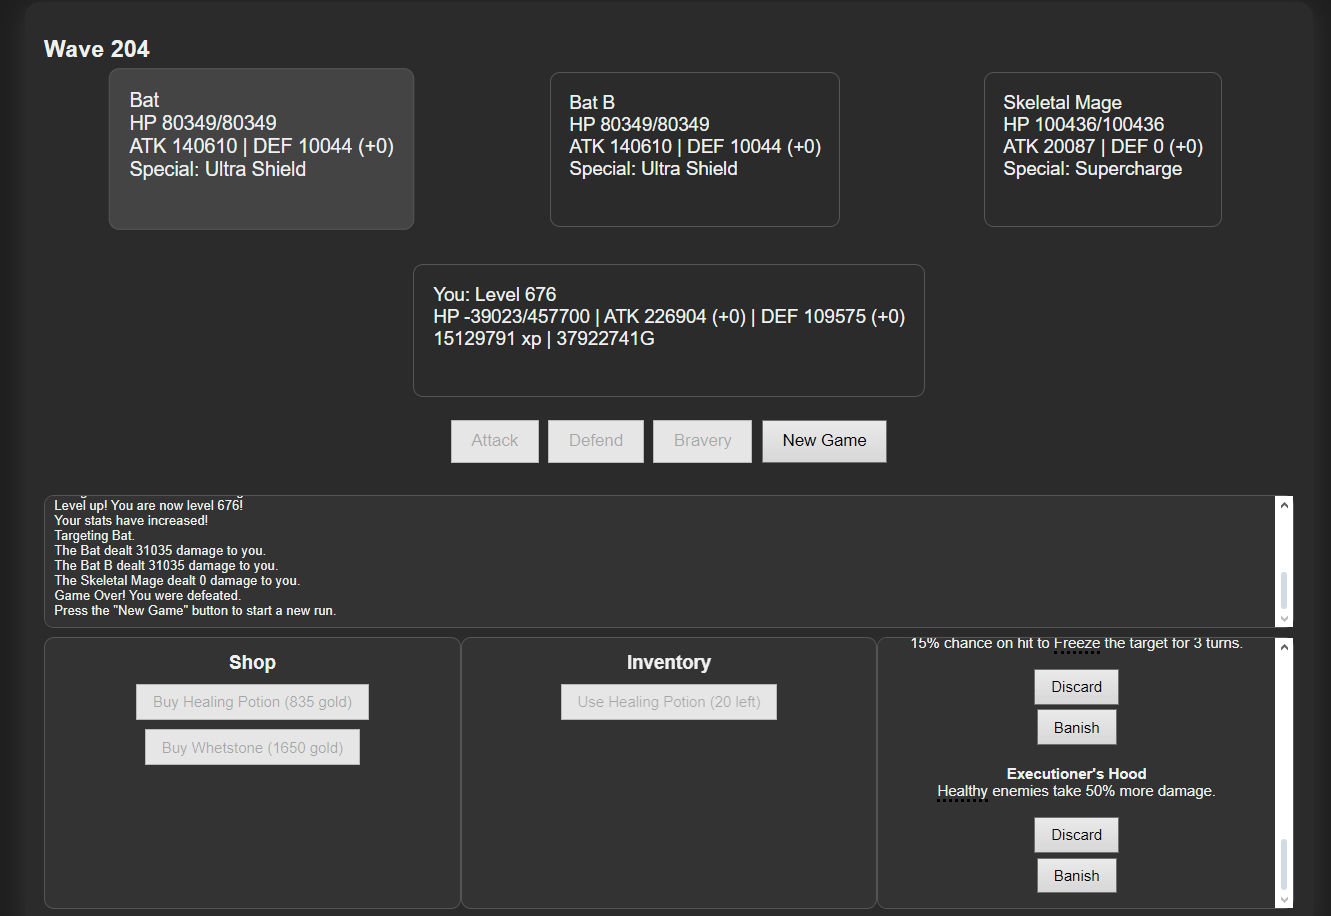 Wave 204
Bat
HP 80349/80349
ATK 140610 | DEF 10044 (+0)
Special: Ultra Shield
Bat B
HP 80349/80349
ATK 140610 | DEF 10044 (+0)
Special: Ultra Shield
Skeletal Mage
HP 100436/100436
ATK 20087 | DEF 0 (+0)
Special: Supercharge
You: Level 676
HP -39023/457700 | ATK 226904 (+0) | DEF 109575 (+0)
15129791 xp | 37922741G
Attack
Defend
Bravery
New Game
Level up! You are now level 676!
Your stats have increased!
Targeting Bat.
The Bat dealt 31035 damage to you.
The Bat B dealt 31035 damage to you.
The Skeletal Mage dealt 0 damage to you.
Game Over! You were defeated.
Press the "New Game" button to start a new run.
Shop
Buy Healing Potion (835 gold)
Buy Whetstone (1650 gold)
Inventory
Use Healing Potion (20 left)
15% chance on hit to Freeze the target for 3 turns.
Discard
Banish
Executioner's Hood
Healthy enemies take 50% more damage.
Discard
Banish